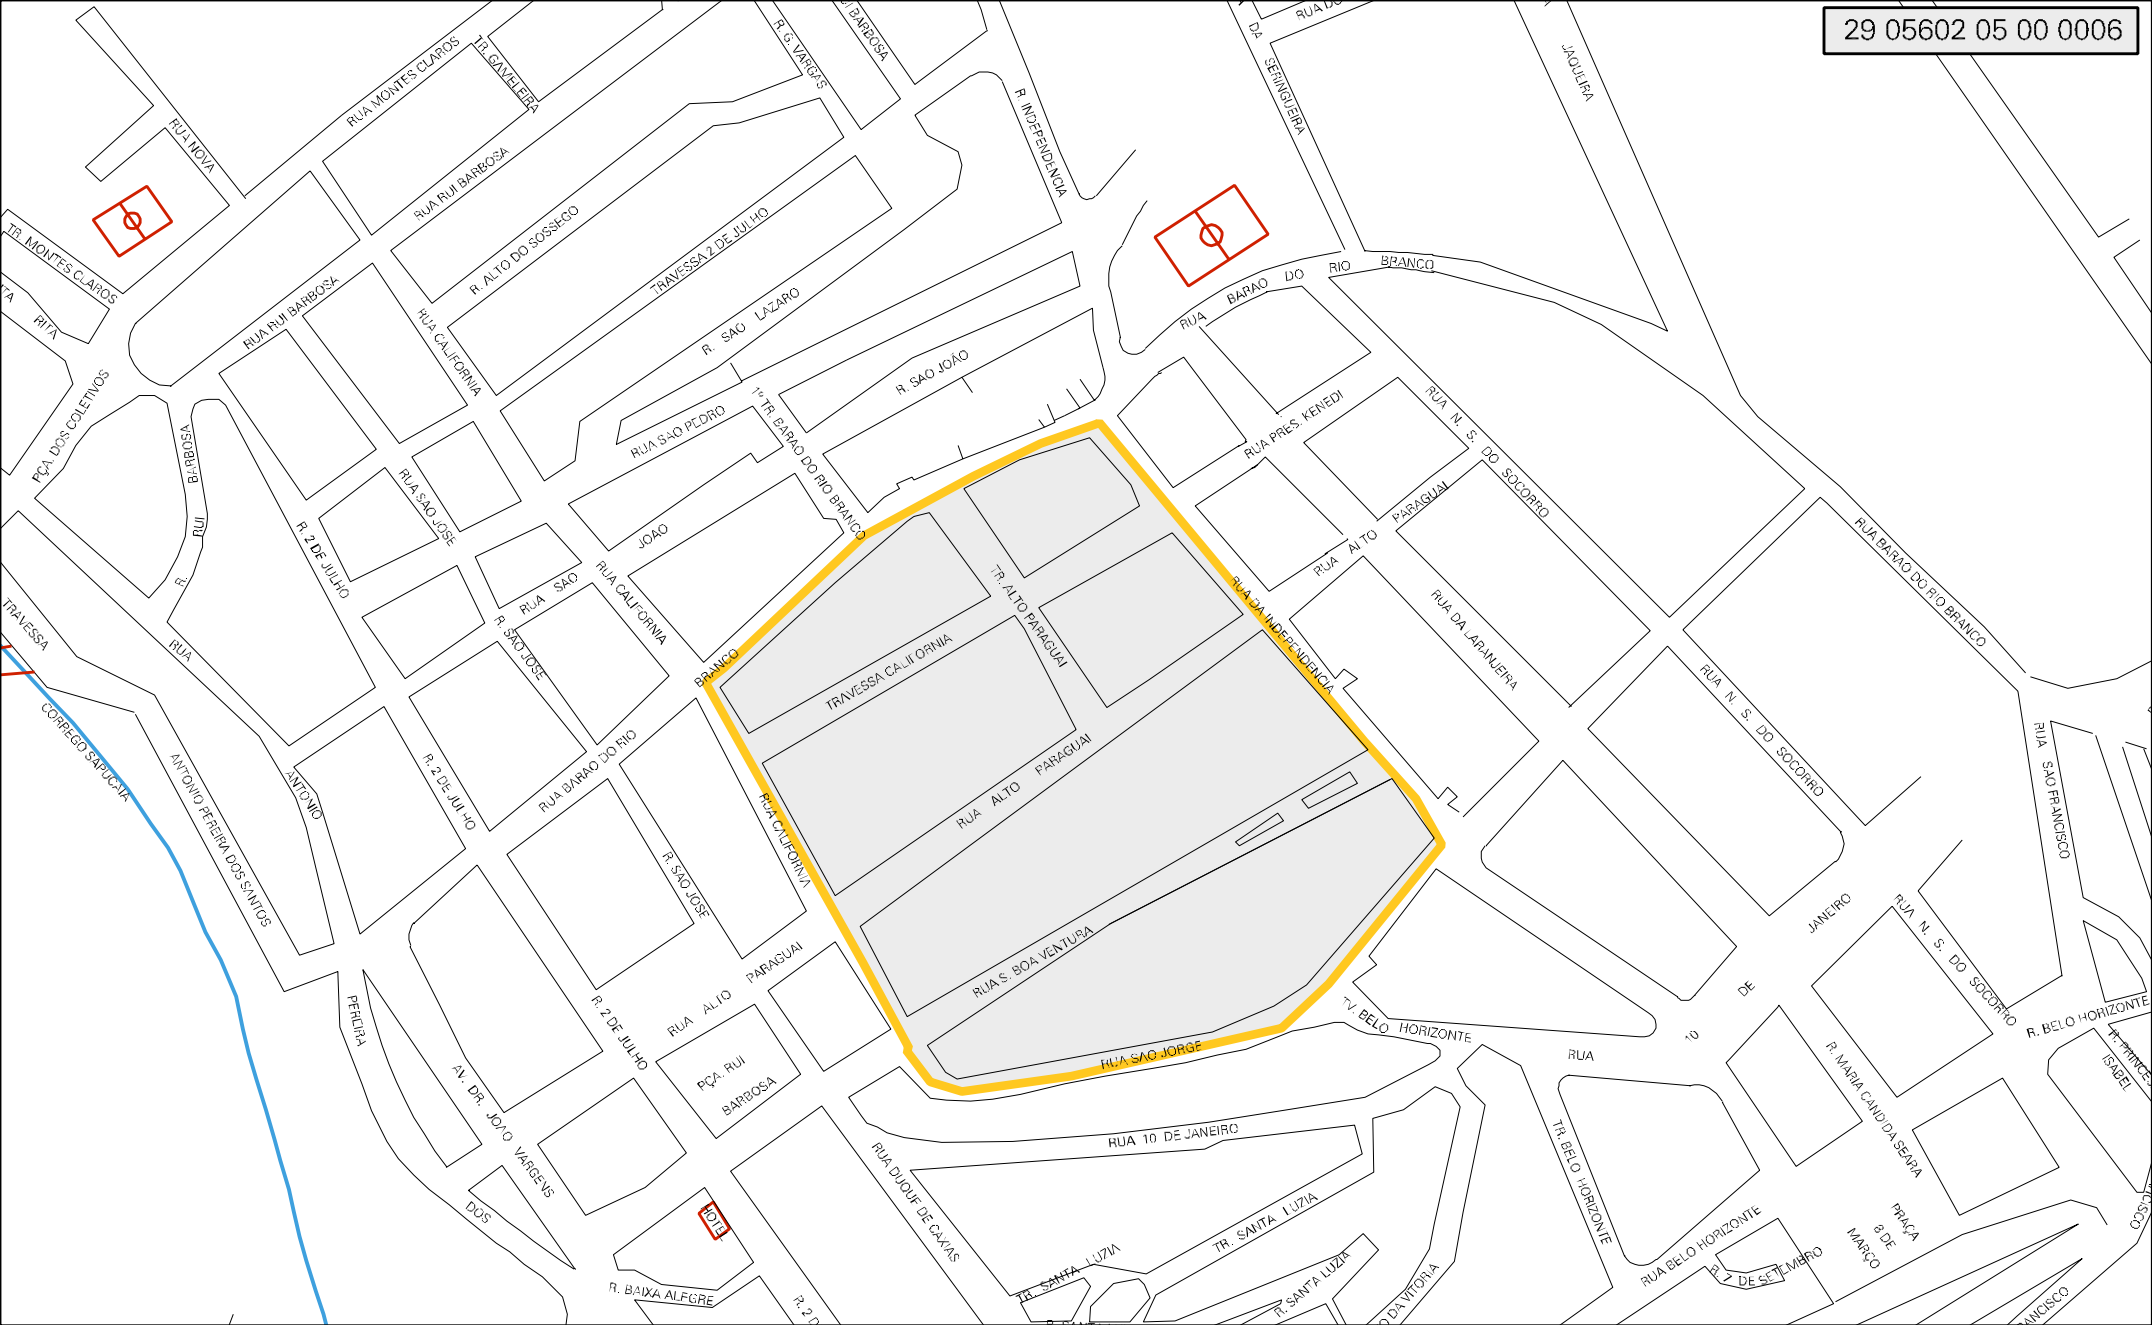 29 05602 05 00 0006
RUA MONTES CLAROS
TR. GAMELEIRA
R. G. VARGAS
BARBOSA
DA
SERINGUEIRA
JAQUEIRA
RUA NOVA
RUA RUI BARBOSA
R. INDEPENDENCIA
TR. MONTES CLAROS
R. ALTO DO SOSSEGO
TRAVESSA 2 DE JULHO
RITA
RUA RUI BARBOSA
RUA CALIFORNIA
R. SAO LAZARO
RUA BARAO DO RIO BRANCO
PÇA. DOS COLETIVOS
R. SAO JOÃO
RUA SAO PEDRO
1ª TR. BARAO DO RIO BRANCO
RUA PRES. KENEDI
RUA N. S. DO SOCORRO
R. RUI BARBOSA
RUA SAO JOSE
R. 2 DE JULHO
RUA SAO JOAO
RUA CALIFORNIA
RUA ALTO PARAGUAI
RUA BARAO DO RIO BRANCO
TR. ALTO PARAGUAI
RUA DA INDEPENDENCIA
RUA DA LARANJEIRA
TRAVESSA
RUA ANTONIO PEREIRA DOS
R. SAO JOSE
TRAVESSA CALIFORNIA
RUA N. S. DO SOCORRO
CORREGO SAPUCAIA
ANTONIO PEREIRA DOS SANTOS
R. 2 DE JULHO
RUA BARAO DO RIO BRANCO
RUA CALIFORNIA
RUA ALTO PARAGUAI
RUA SAO FRANCISCO
R. SAO JOSE
RUA S. BOA VENTURA
RUA ALTO PARAGUAI
RUA N. S. DO SOCORRO
R. 2 DE JULHO
TV. BELO HORIZONTE
RUA 10 DE JANEIRO
R. BELO HORIZONTE
ISABEL
PÇA. RUI
BARBOSA
RUA SAO JORGE
AV. DR. JOAO VARGENS
R. MARIA CANDIDA SEARA
RUA 10 DE JANEIRO
TR. BELO HORIZONTE
RUA DUQUE DE CAXIAS
HOTEL
TR. SANTA LUZIA
TR. SANTA LUZIA
R. SANTA LUZIA
RUA BELO HORIZONTE
R. 7 DE SETEMBRO
PRAÇA
8 DE
MARÇO
R. BAIXA ALEGRE
R. 2 D
DA VITORIA